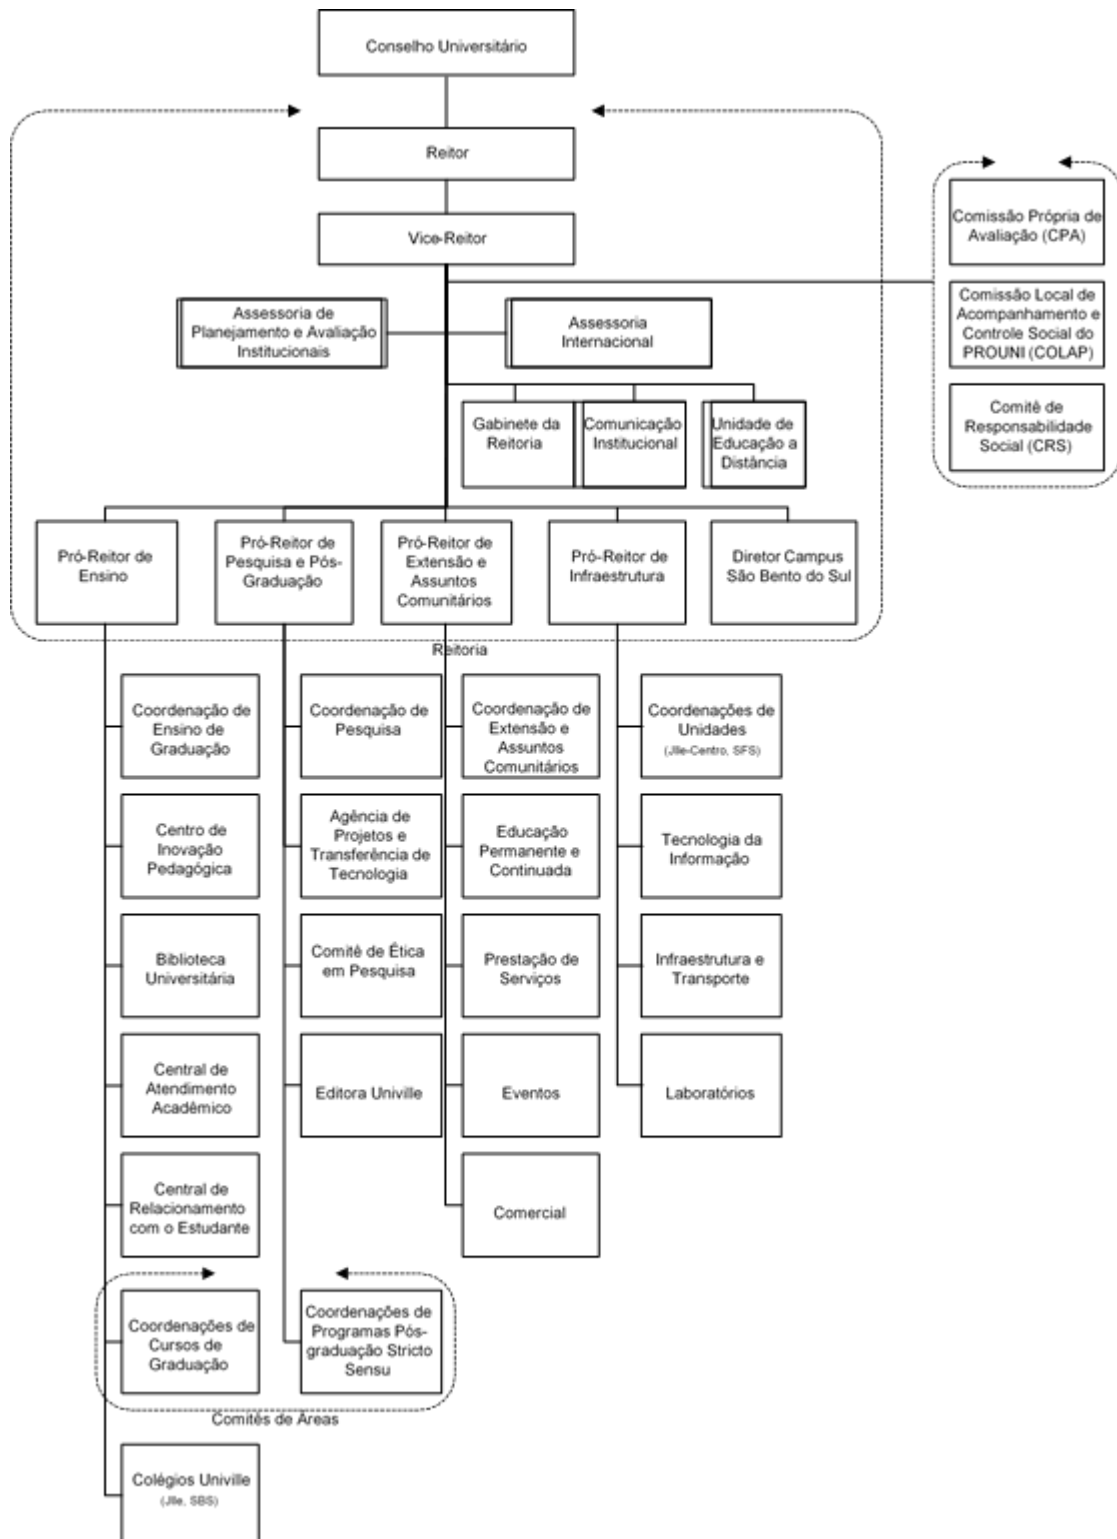 Conselho Universitário
Reitor
Vice-Reitor
Comissão Própria de
Avaliação (CPA)
Comissão Local de
Acompanhamento e
Controle Social do
PROUNI (COLAP)
Comitê de
Responsabilidade
Social (CRS)
Assessoria de
Planejamento e Avaliação
Institucionais
Assessoria
Internacional
Gabinete da
Reitoria
Comunicação
Institucional
Unidade de
Educação a
Distância
Pró-Reitor de
Ensino
Pró-Reitor de
Pesquisa e Pós-
Graduação
Pró-Reitor de
Extensão e
Assuntos
Comunitários
Pró-Reitor de
Infraestrutura
Diretor Campus
São Bento do Sul
Reitoria
Coordenação de
Ensino de
Graduação
Coordenação de
Pesquisa
Coordenação de
Extensão e
Assuntos
Comunitários
Coordenações de
Unidades
(Jlle-Centro, SFS)
Centro de
Inovação
Pedagógica
Agência de
Projetos e
Transferência de
Tecnologia
Educação
Permanente e
Continuada
Tecnologia da
Informação
Biblioteca
Universitária
Comitê de Ética
em Pesquisa
Prestação de
Serviços
Infraestrutura e
Transporte
Central de
Atendimento
Acadêmico
Editora Univille
Eventos
Laboratórios
Central de
Relacionamento
com o Estudante
Comercial
Coordenações de
Cursos de
Graduação
Coordenações de
Programas Pós-
graduação Stricto
Sensu
Comitês de Áreas
Colégios Univille
(Jlle, SBS)